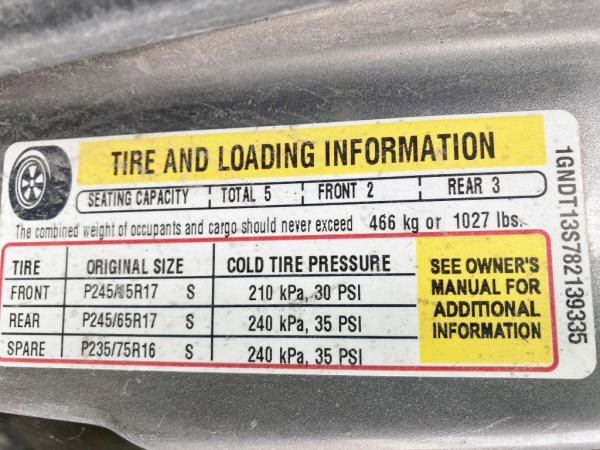 TIRE AND LOADING INFORMATION
SEATING CAPACITY TOTAL 5 FRONT 2 REAR 3
The combined weight of occupants and cargo should never exceed 466 kg or 1027 lbs.
TIRE ORIGINAL SIZE COLD TIRE PRESSURE
FRONT P245/65R17 S 210 kPa, 30 PSI
REAR P245/65R17 S 240 kPa, 35 PSI
SPARE P235/75R16 S 240 kPa, 35 PSI
SEE OWNER'S
MANUAL FOR
ADDITIONAL
INFORMATION
1GNDT13S782139335